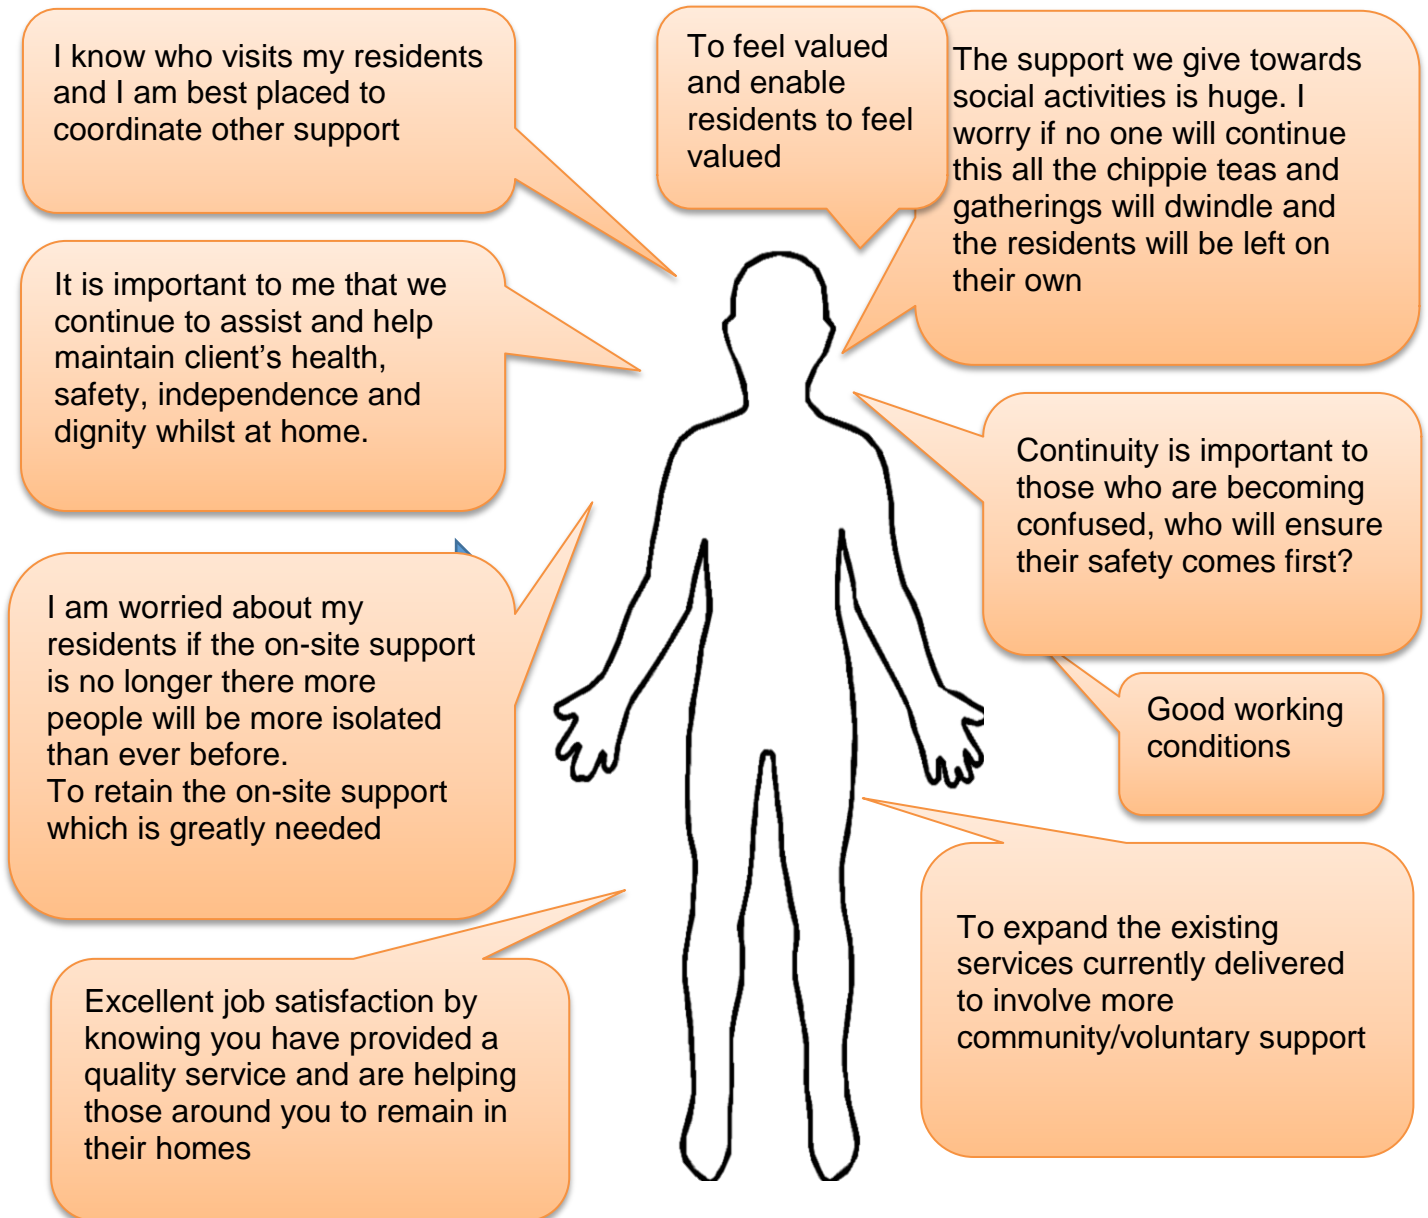 I know who visits my residents
and I am best placed to
coordinate other support
To feel valued
and enable
residents to feel
valued
The support we give towards
social activities is huge. I
worry if no one will continue
this all the chippie teas and
gatherings will dwindle and
the residents will be left on
their own
It is important to me that we
continue to assist and help
maintain client’s health,
safety, independence and
dignity whilst at home.
Continuity is important to
those who are becoming
confused, who will ensure
their safety comes first?
I am worried about my
residents if the on-site support
is no longer there more
people will be more isolated
than ever before.
To retain the on-site support
which is greatly needed
Good working
conditions
To expand the existing
services currently delivered
to involve more
community/voluntary support
Excellent job satisfaction by
knowing you have provided a
quality service and are helping
those around you to remain in
their homes